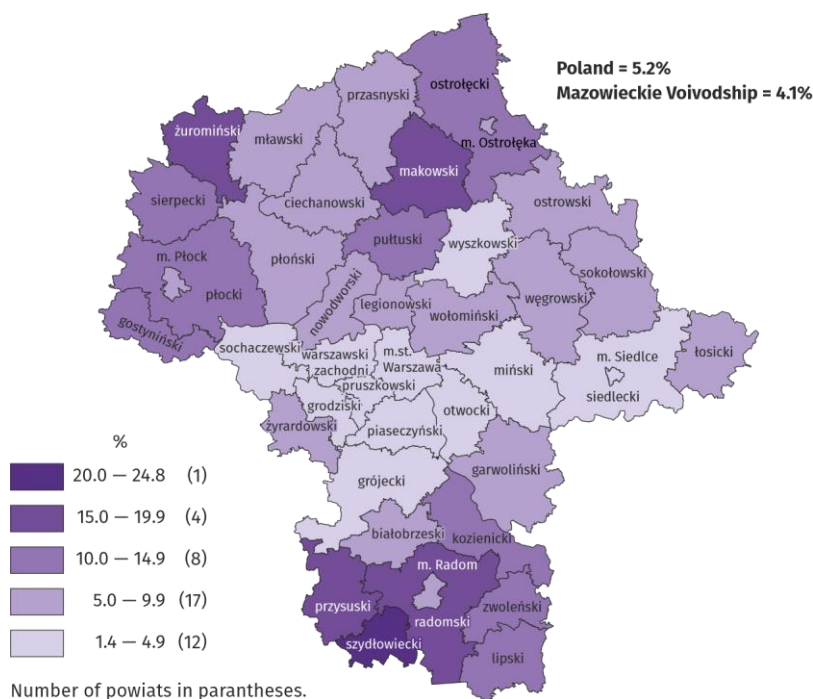 Poland = 5.2%
Mazowieckie Voivodship = 4.1%
ostrołęcki
przasnyski
żuromiński
mławski
m. Ostrołęka
makowski
sierpecki
ciechanowski
ostrowski
pułtuski
wyszkowski
m. Płock
płoński
sokołowski
płocki
nowodworski
legionowski
węgrowski
wołomiński
gostyniński
sochaczewski
warszawski
zachodni
m.st.
Warszawa
miński
m. Siedlce
łosicki
pruszkowski
siedlecki
grodziski
otwocki
żyrardowski
piaseczyński
garwoliński
grójecki
białobrzeski
kozienicki
m. Radom
przysuski
radomski
zwoleński
szydłowiecki
lipski
%
20.0 — 24.8 (1)
15.0 — 19.9 (4)
10.0 — 14.9 (8)
5.0 — 9.9 (17)
1.4 — 4.9 (12)
Number of powiats in parantheses.